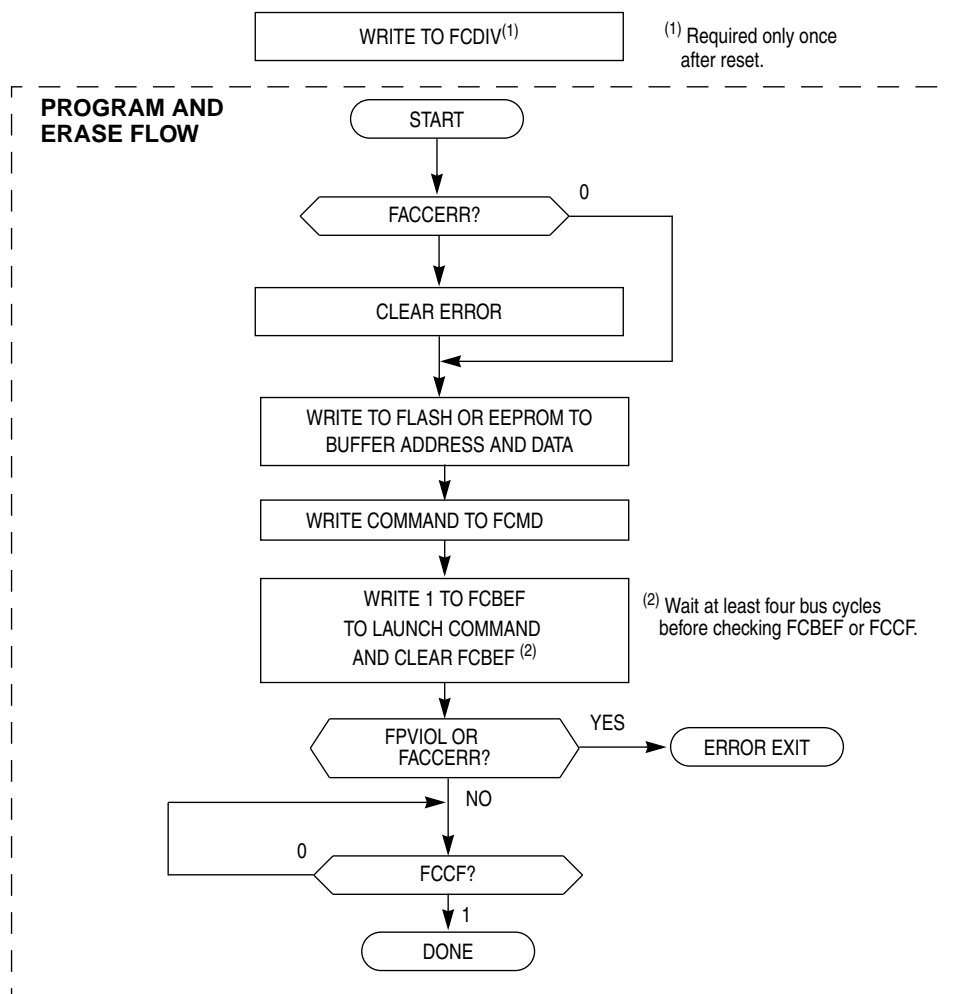 WRITE TO FCDIV(1)
(1) Required only once
after reset.
PROGRAM AND
ERASE FLOW
START
0
FACCERR?
CLEAR ERROR
WRITE TO FLASH OR EEPROM TO
BUFFER ADDRESS AND DATA
WRITE COMMAND TO FCMD
WRITE 1 TO FCBEF
TO LAUNCH COMMAND
AND CLEAR FCBEF (2)
(2) Wait at least four bus cycles
before checking FCBEF or FCCF.
FPVIOL OR
FACCERR?
YES
ERROR EXIT
NO
0
FCCF?
1
DONE